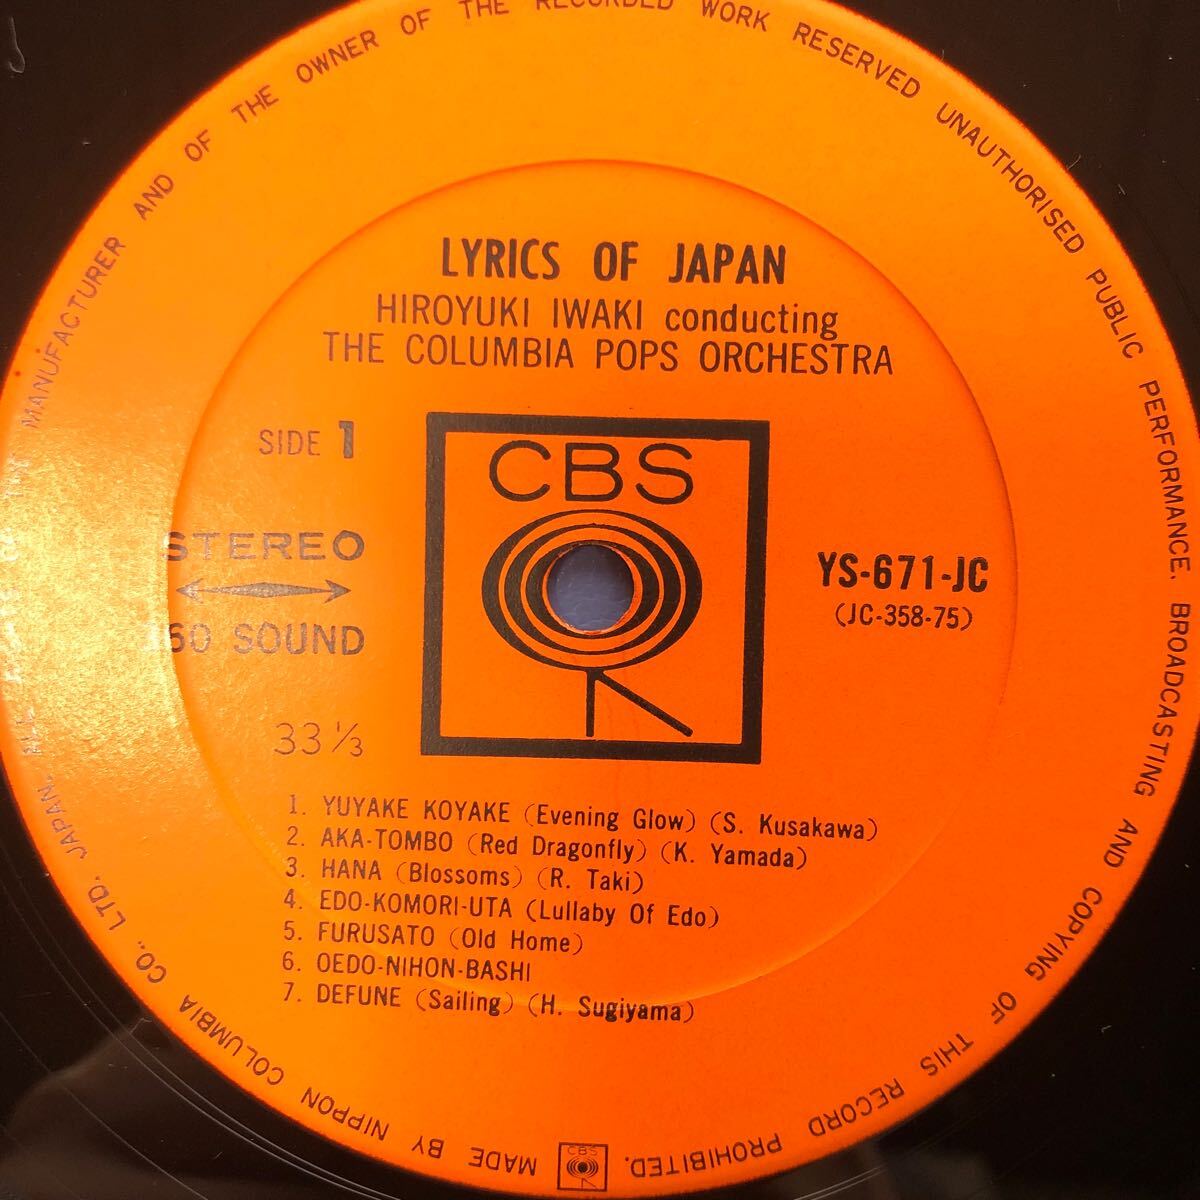 LYRICS OF JAPAN
HIROYUKI IWAKI conducting
THE COLUMBIA POPS ORCHESTRA
SIDE 1
CBS
STEREO
60 SOUND
YS-671-JC
(JC-358-75)
33 ⅓
1. YUYAKE KOYAKE (Evening Glow) (S. Kusakawa)
2. AKA-TOMBO (Red Dragonfly) (K. Yamada)
3. HANA (Blossoms) (R. Taki)
4. EDO-KOMORI-UTA (Lullaby Of Edo)
5. FURUSATO (Old Home)
6. OEDO-NIHON-BASHI
7. DEFUNE (Sailing) (H. Sugiyama)
MANUFACTURER AND OF THE OWNER OF THE RECORDED WORK RESERVED UNAUTHORISED PUBLIC PERFORMANCE. BROADCASTING AND COPYING OF THIS RECORD PROHIBITED.
CBS
MADE BY NIPPON COLUMBIA CO., LTD. JAPAN.